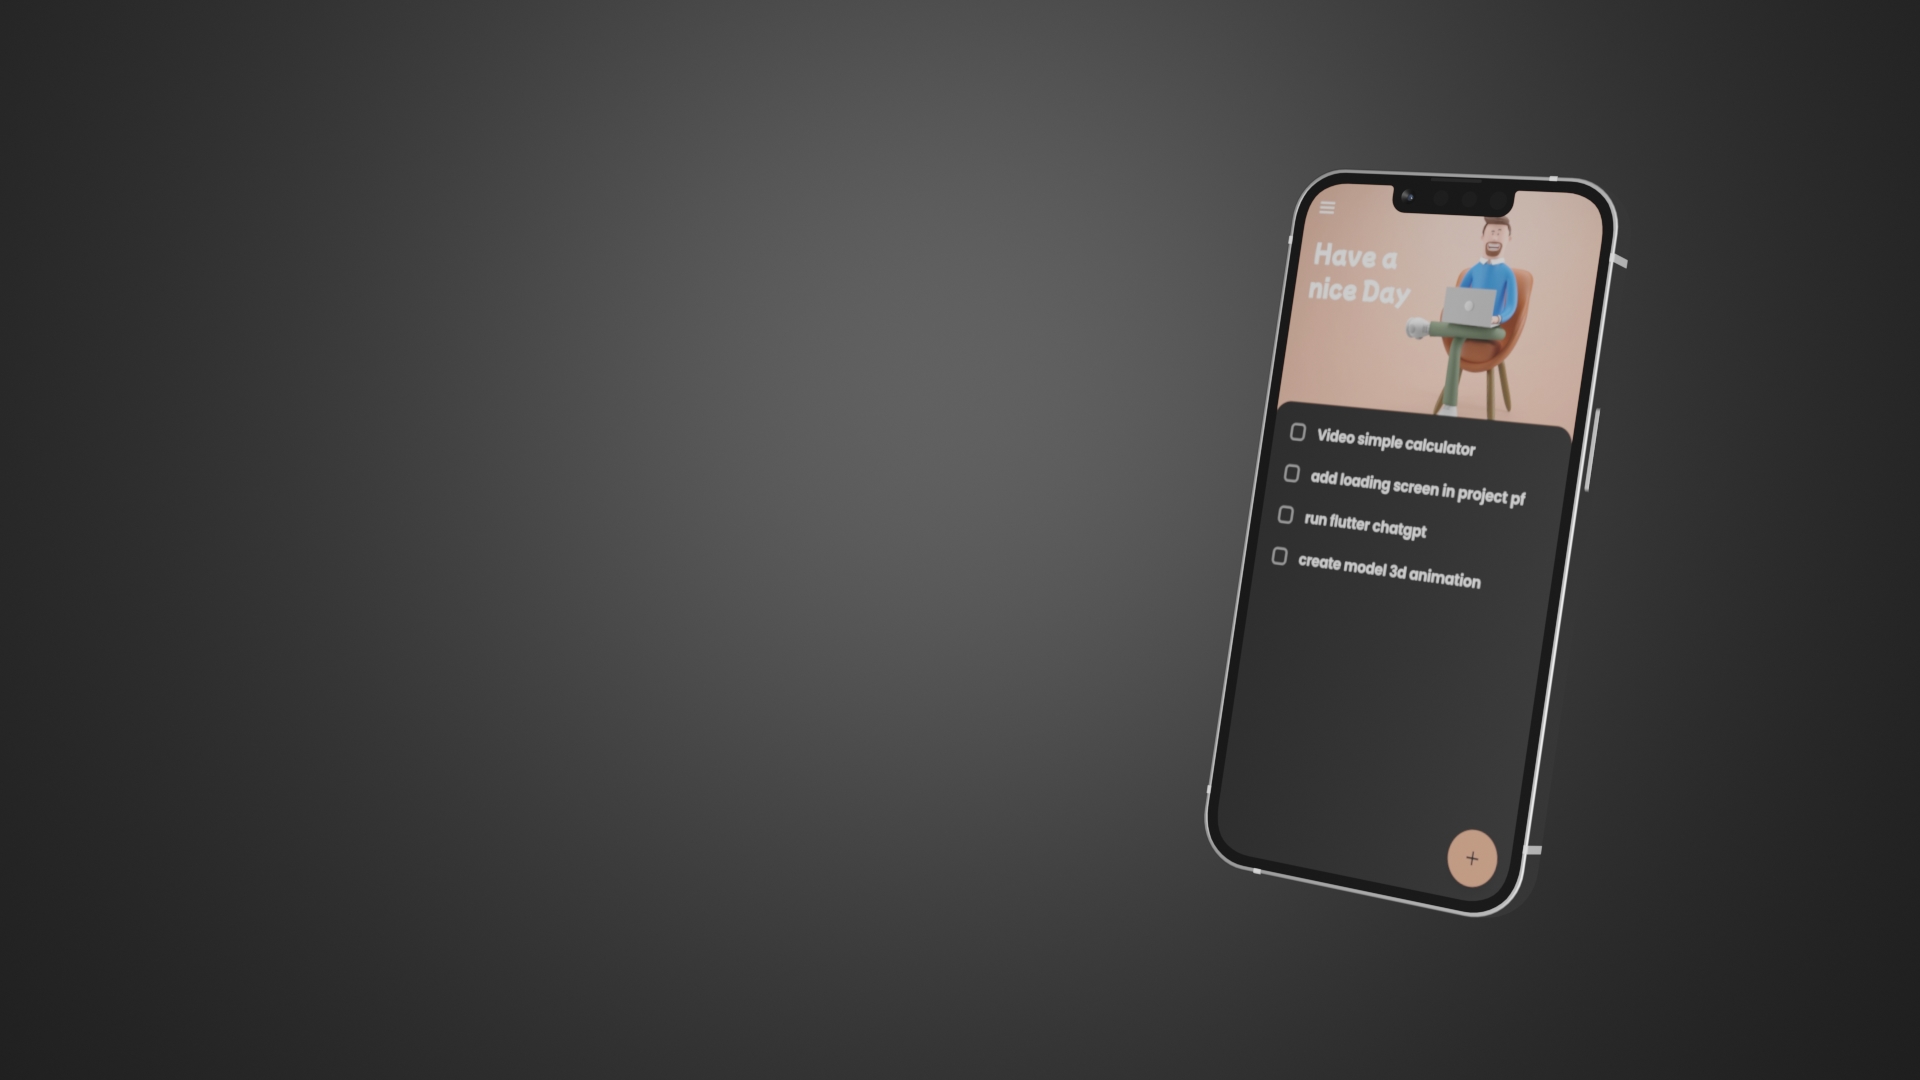 Have a
nice Day
Video simple calculator
add loading screen in project pf
run flutter chatgpt
create model 3d animation
+